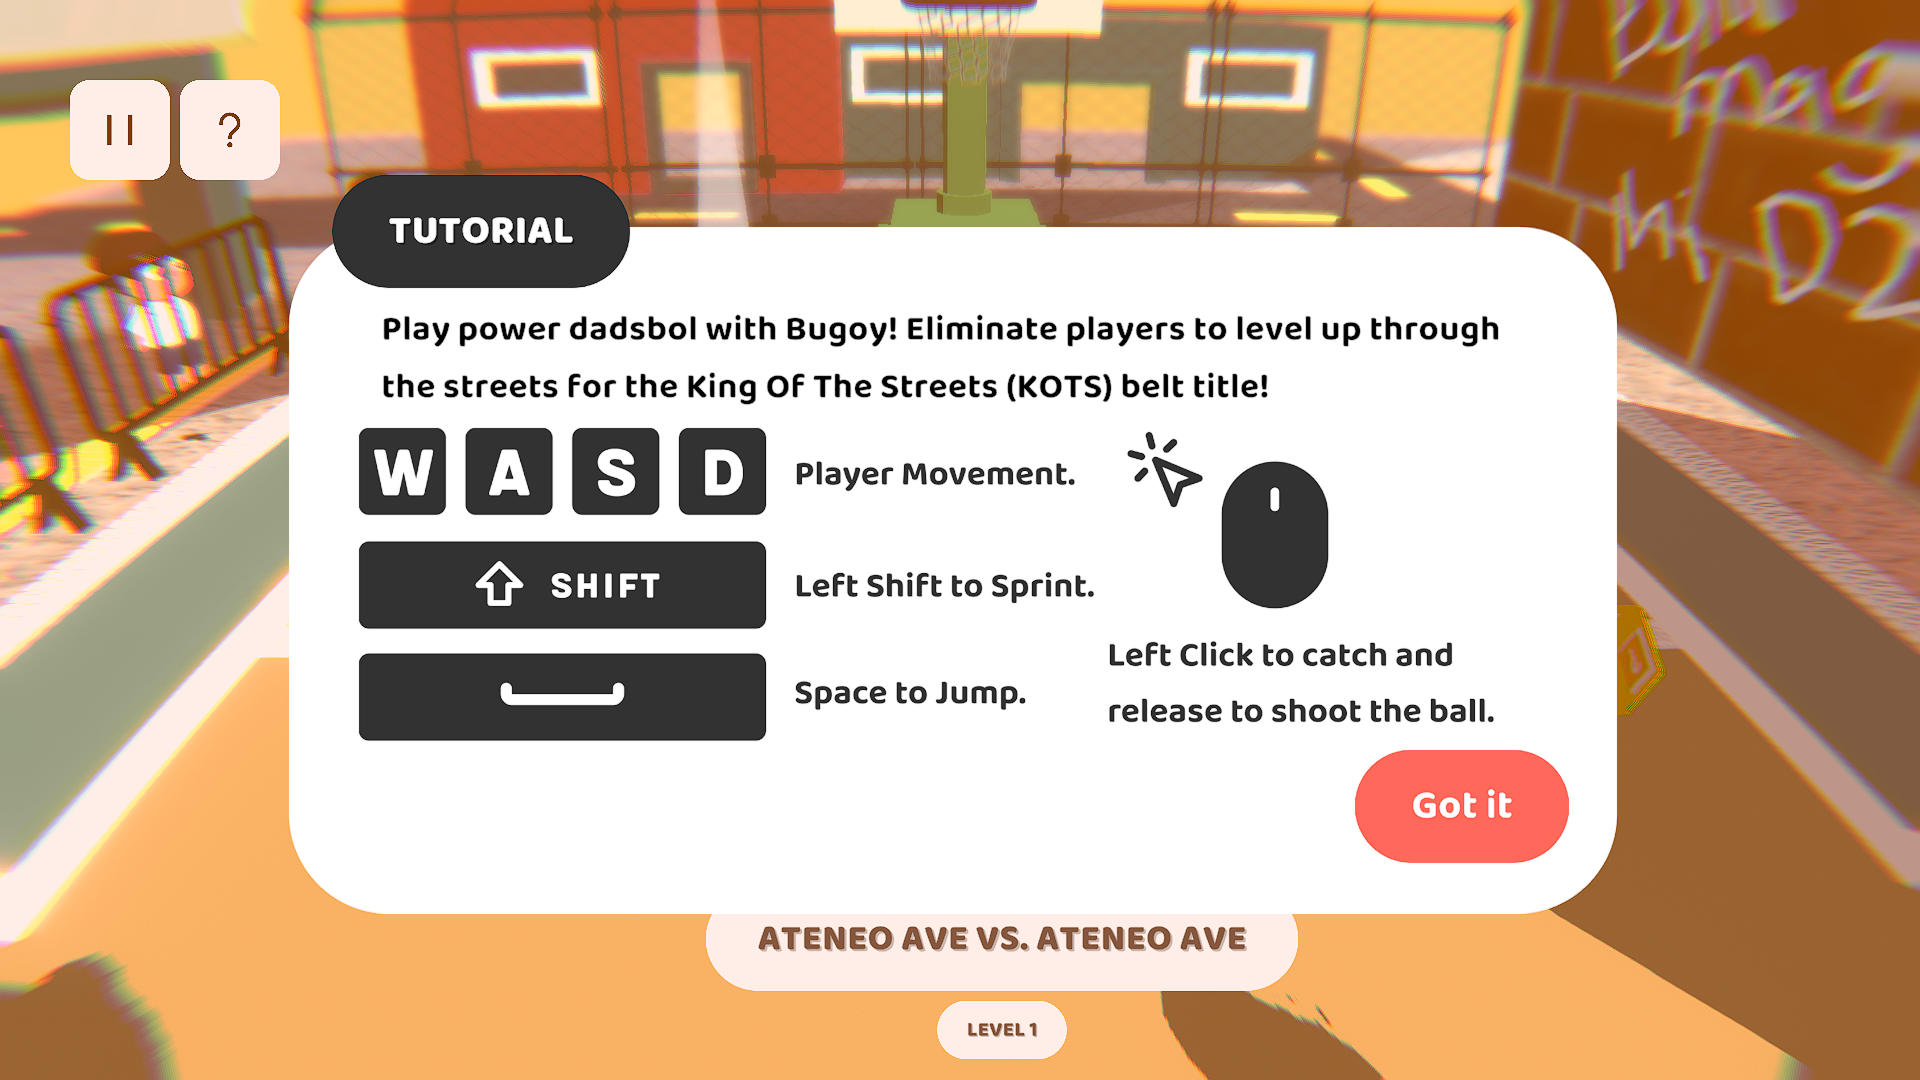 ?
TUTORIAL
Play power dadsbol with Bugoy! Eliminate players to level up through
the streets for the King Of The Streets (KOTS) belt title!
W A S D
Player Movement.
SHIFT
Left Shift to Sprint.
Space to Jump.
Left Click to catch and
release to shoot the ball.
Got it
ATENEO AVE VS. ATENEO AVE
LEVEL 1
mag
D2